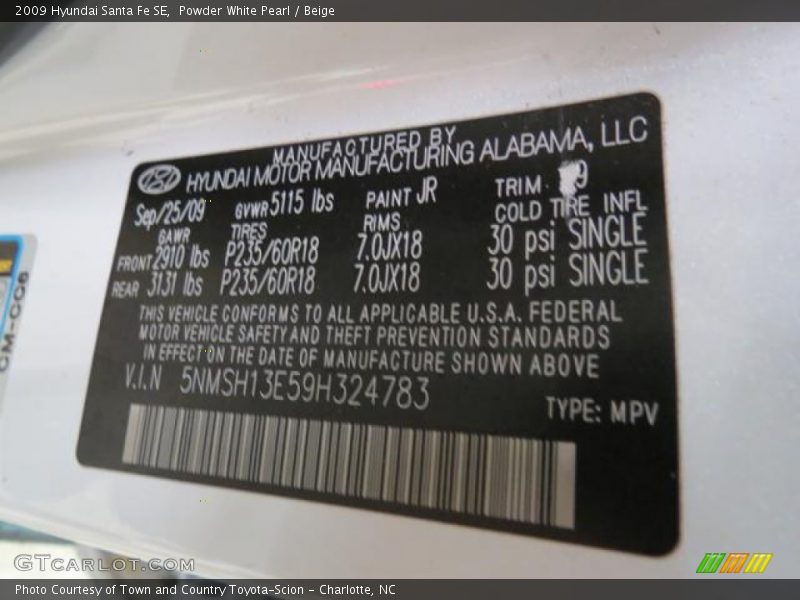 2009 Hyundai Santa Fe SE,  Powder White Pearl / Beige
MANUFACTURED BY
HYUNDAI MOTOR MANUFACTURING ALABAMA, LLC
Sep/25/09 GVWR 5115 lbs PAINT JR TRIM 9
GAWR TIRES RIMS COLD TIRE INFL
FRONT 2910 lbs P235/60R18 7.0JX18 30 psi SINGLE
REAR 3131 lbs P235/60R18 7.0JX18 30 psi SINGLE
THIS VEHICLE CONFORMS TO ALL APPLICABLE U.S.A. FEDERAL
MOTOR VEHICLE SAFETY AND THEFT PREVENTION STANDARDS
IN EFFECT ON THE DATE OF MANUFACTURE SHOWN ABOVE
V.I.N 5NMSH13E59H324783
TYPE: MPV
CM-CC6
GTCARLOT.COM
Photo Courtesy of Town and Country Toyota-Scion - Charlotte, NC